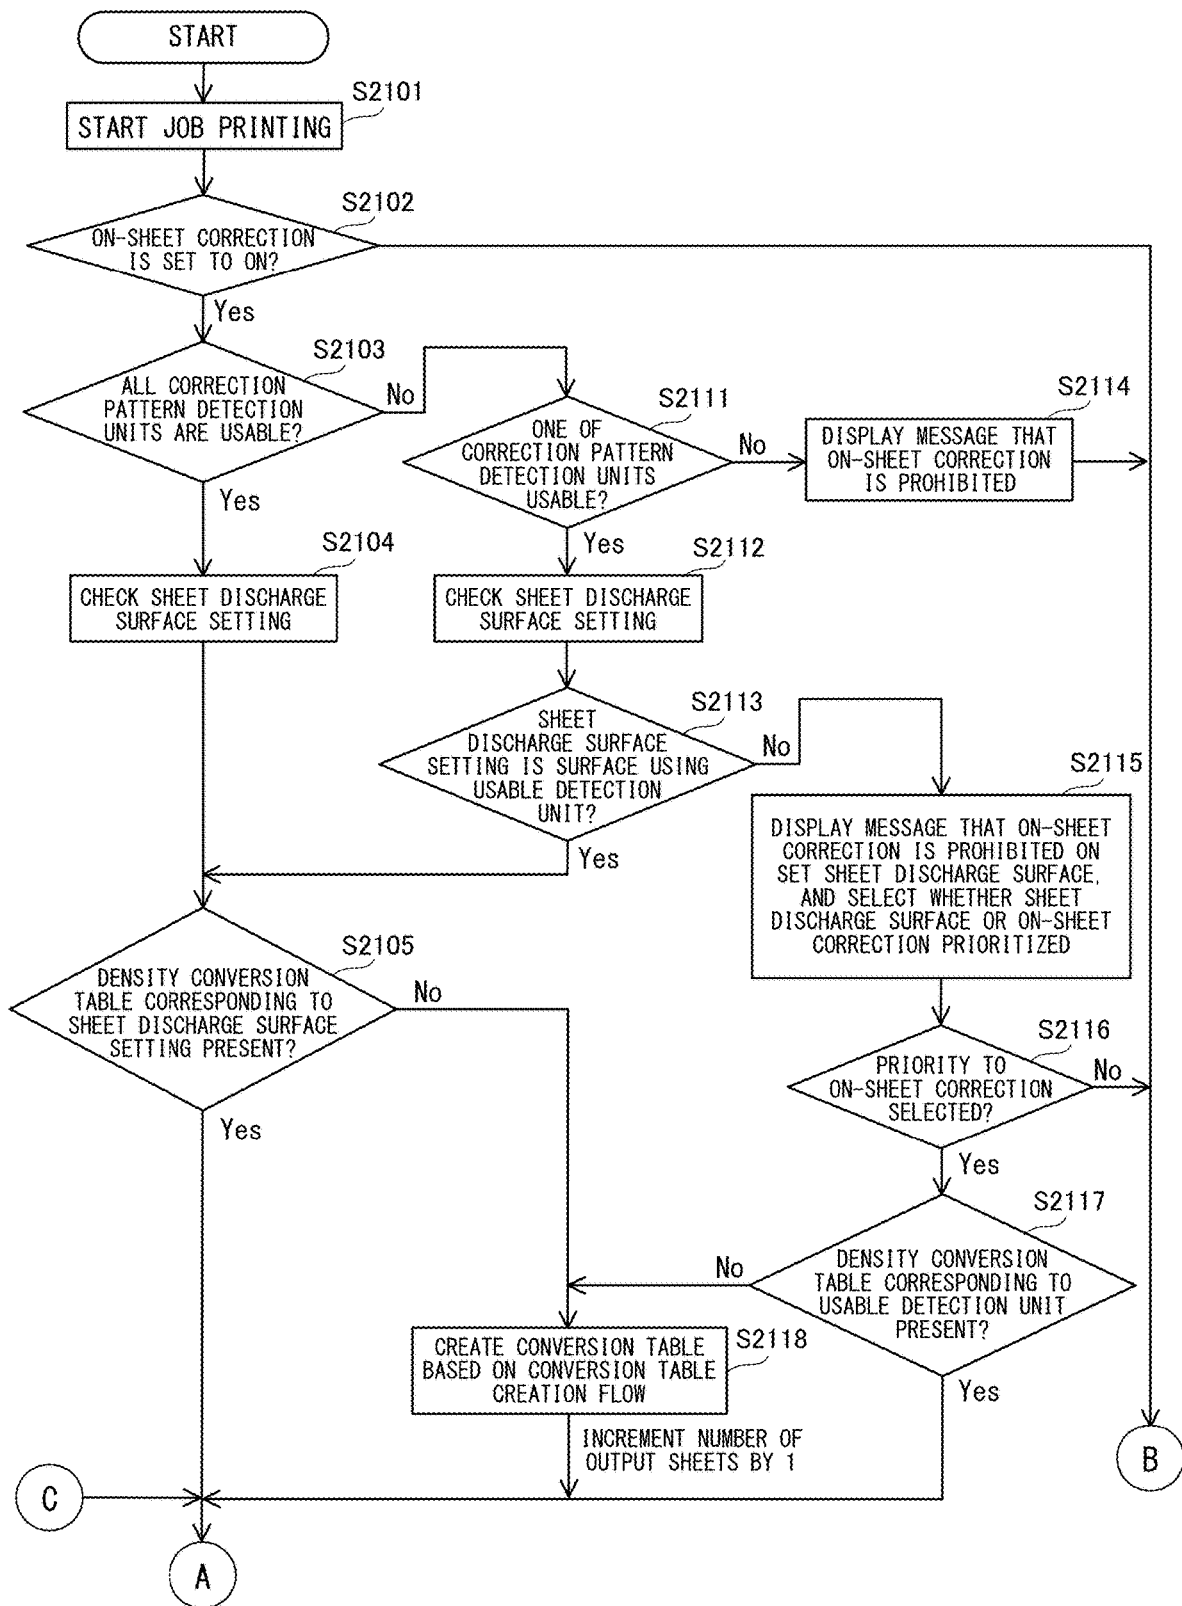 START
S2101
START JOB PRINTING
S2102
ON-SHEET CORRECTION
IS SET TO ON?
Yes
S2103
ALL CORRECTION
PATTERN DETECTION
UNITS ARE USABLE?
No
Yes
S2111
ONE OF
CORRECTION PATTERN
DETECTION UNITS
USABLE?
No
Yes
S2114
DISPLAY MESSAGE THAT
ON-SHEET CORRECTION
IS PROHIBITED
S2104
CHECK SHEET DISCHARGE
SURFACE SETTING
S2112
CHECK SHEET DISCHARGE
SURFACE SETTING
S2113
SHEET
DISCHARGE SURFACE
SETTING IS SURFACE USING
USABLE DETECTION
UNIT?
No
Yes
S2115
DISPLAY MESSAGE THAT ON-SHEET
CORRECTION IS PROHIBITED ON
SET SHEET DISCHARGE SURFACE,
AND SELECT WHETHER SHEET
DISCHARGE SURFACE OR ON-SHEET
CORRECTION PRIORITIZED
S2105
DENSITY CONVERSION
TABLE CORRESPONDING TO
SHEET DISCHARGE SURFACE
SETTING PRESENT?
No
Yes
S2116
PRIORITY TO
ON-SHEET CORRECTION
SELECTED?
No
Yes
S2117
DENSITY CONVERSION
TABLE CORRESPONDING TO
USABLE DETECTION UNIT
PRESENT?
No
Yes
S2118
CREATE CONVERSION TABLE
BASED ON CONVERSION TABLE
CREATION FLOW
INCREMENT NUMBER OF
OUTPUT SHEETS BY 1
B
C
A